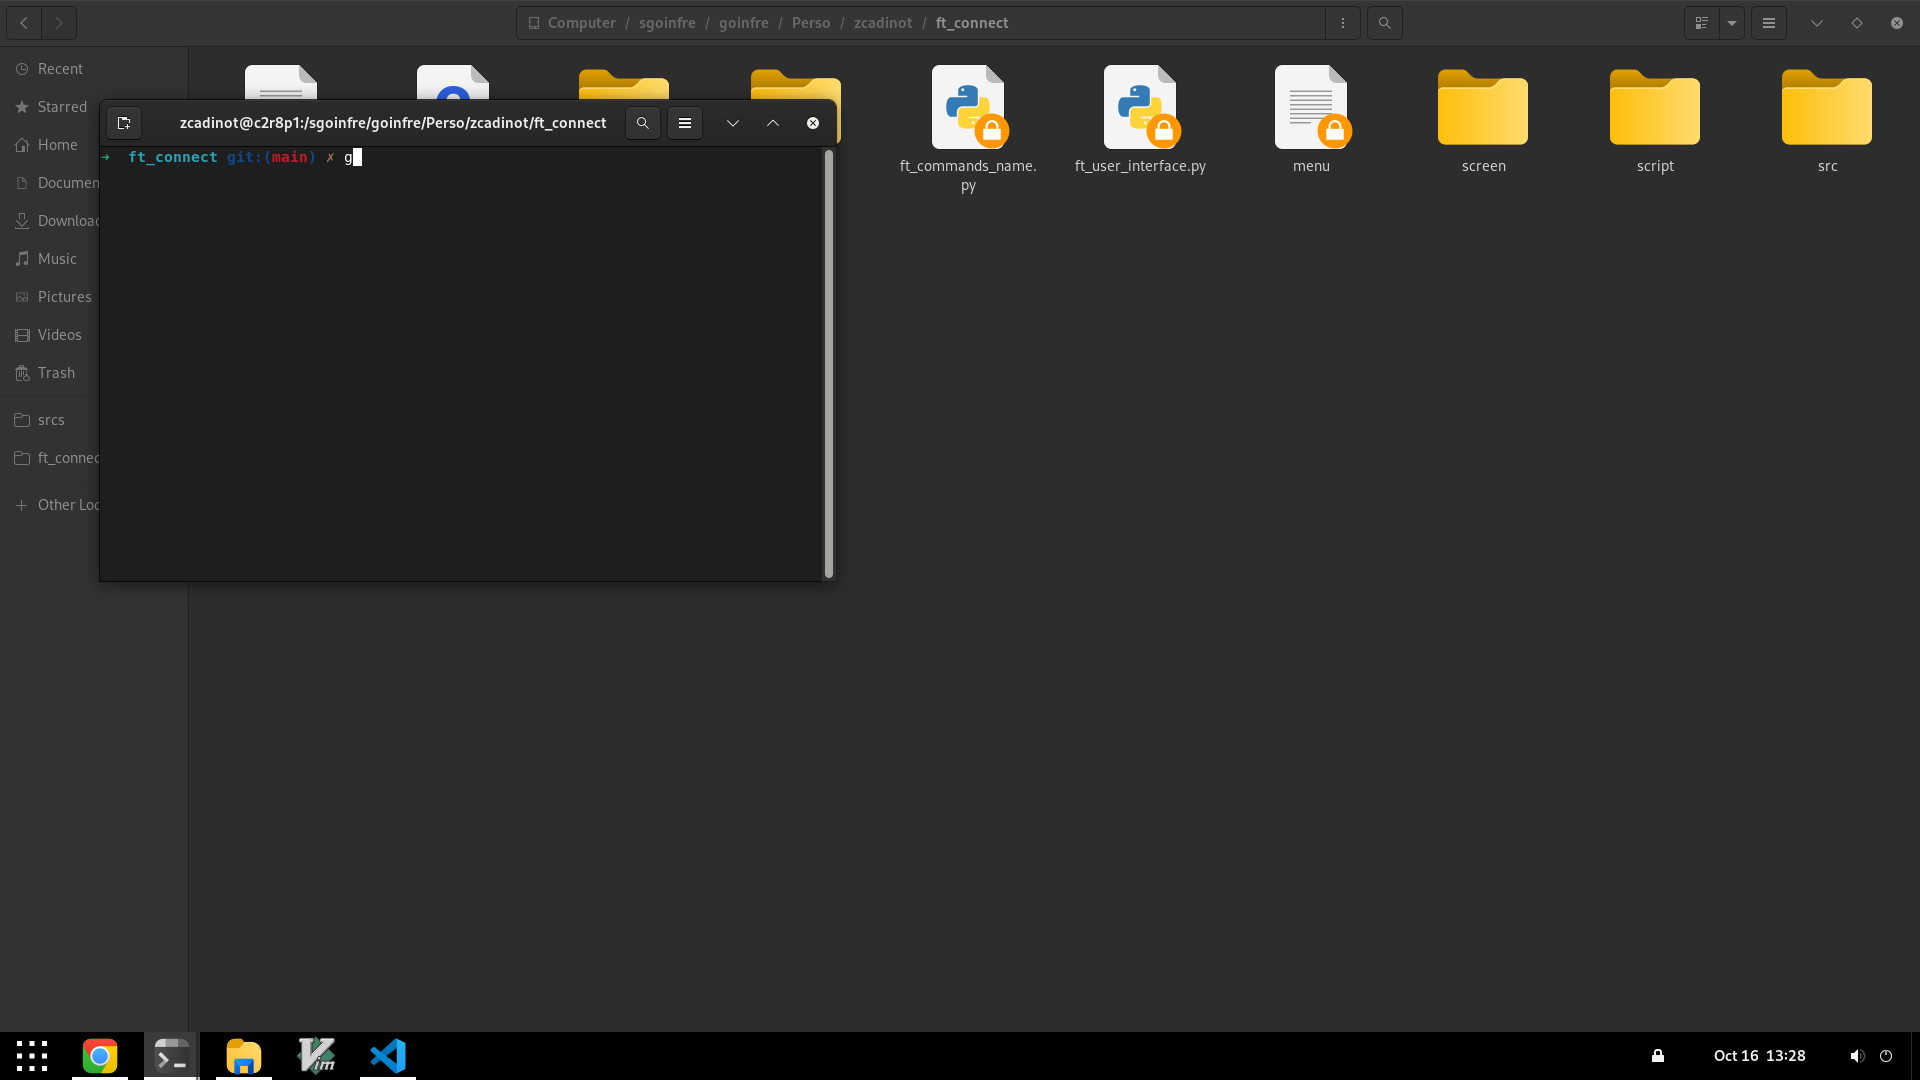 Computer / sgoinfre / goinfre / Perso / zcadinot / ft_connect
Recent
Starred
Home
Documen
Downloac
Music
Pictures
Videos
Trash
srcs
ft_connec
Other Loc
zcadinot@c2r8p1:/sgoinfre/goinfre/Perso/zcadinot/ft_connect
➜ ft_connect git:(main) ✗ g
ft_commands_name.
py
ft_user_interface.py
menu
screen
script
src
Vim
Oct 16 13:28